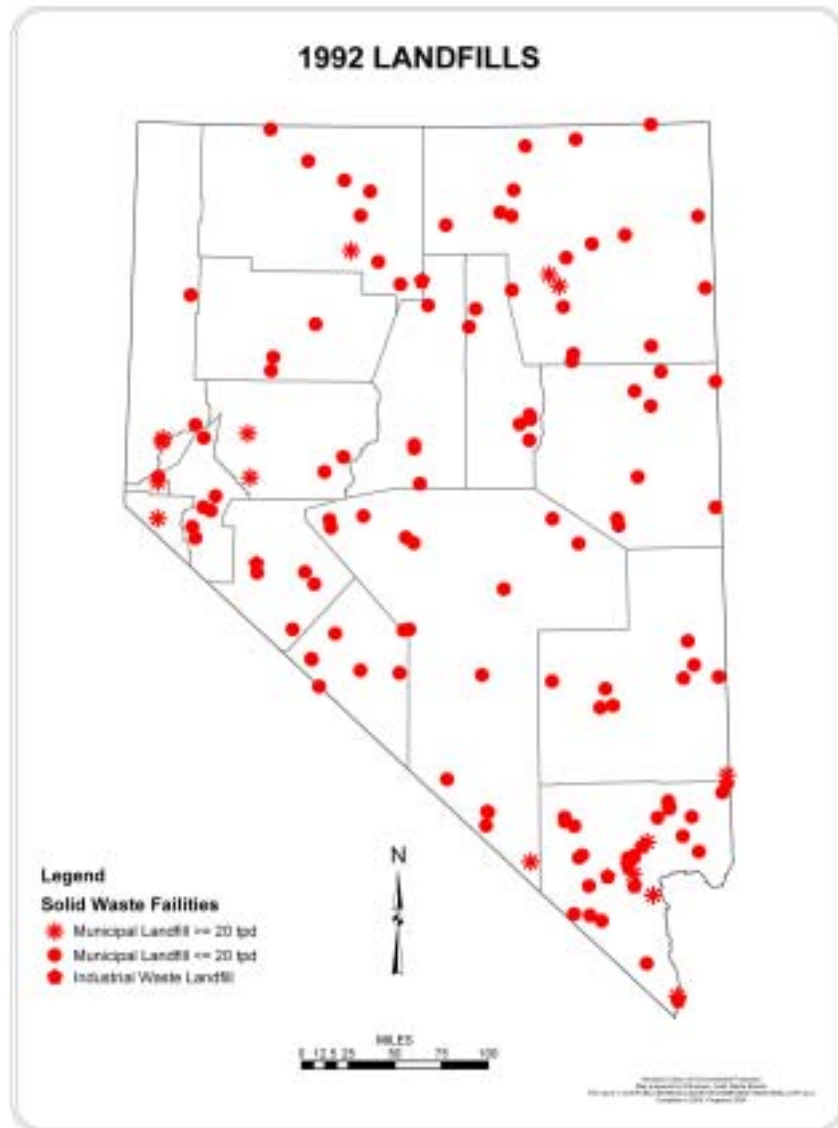 1992 LANDFILLS
N
Legend
Solid Waste Failities
Municipal Landfill >= 20 tpd
Municipal Landfill <= 20 tpd
Industrial Waste Landfill
MILES
0 12.5 25 50 75 100